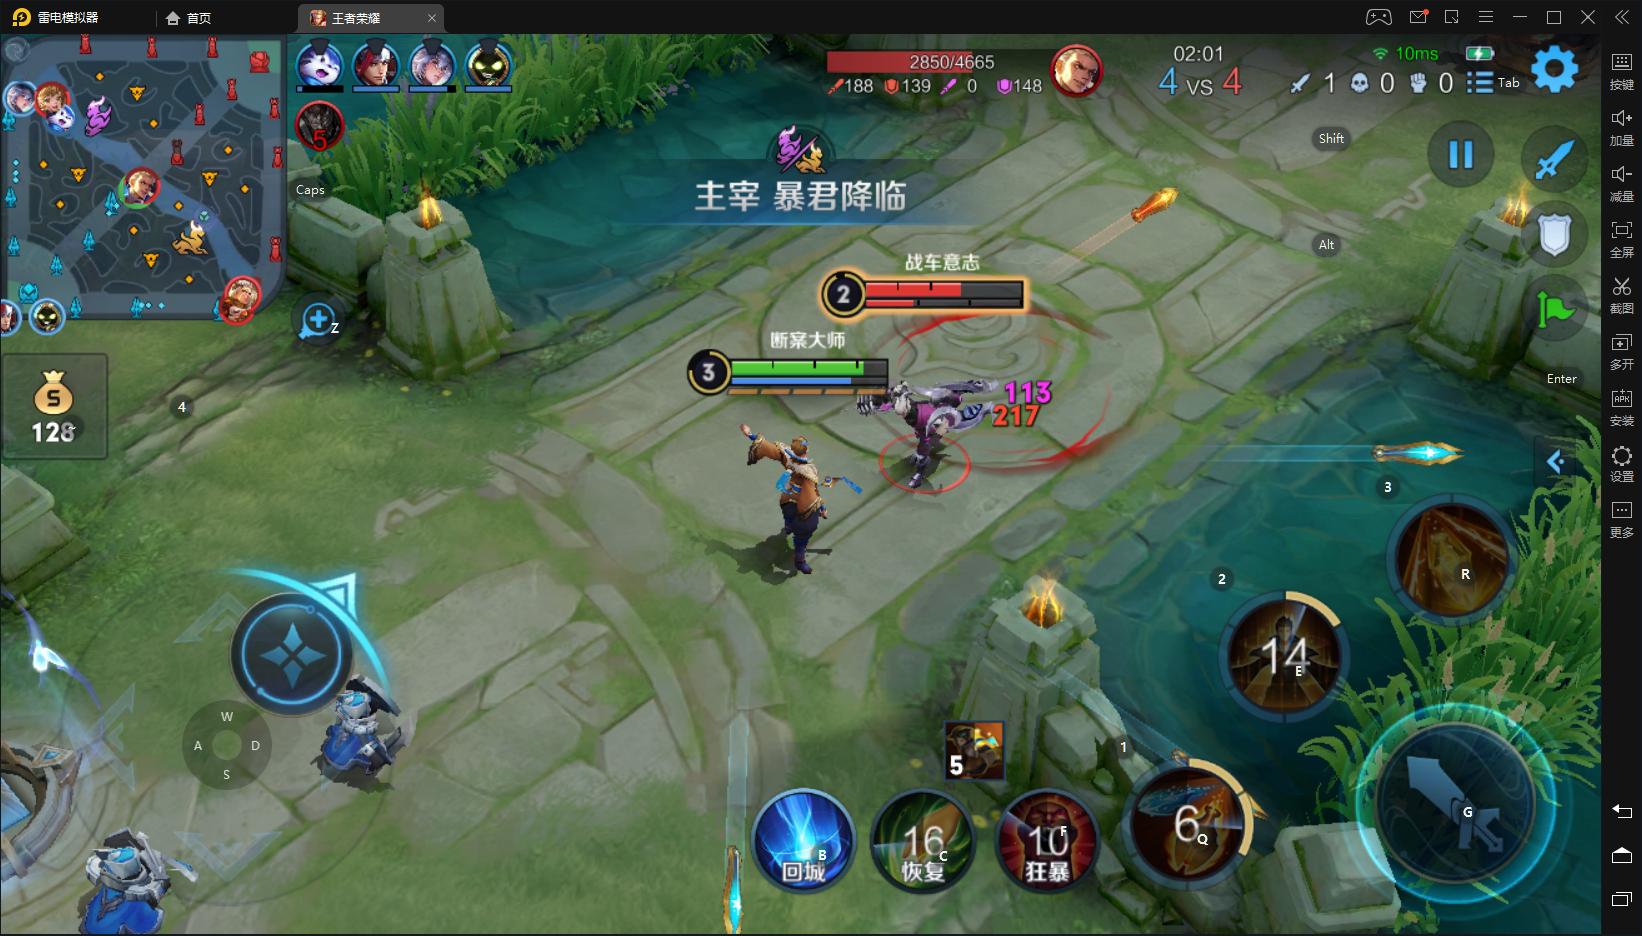 雷电模拟器
首页
王者荣耀
2850/4665
188 139 0 148
02:01
4 VS 4
10ms
1 0 0
Tab
5
主宰 暴君降临
Shift
Caps
Alt
Z
Enter
战车意志
2
断案大师
3
113
217
128
4
3
2
1
R
14
E
W
A
D
S
5
回城
B
16
恢复
C
10
狂暴
F
6
Q
G
按键
加量
减量
全屏
截图
多开
APK
安装
设置
更多